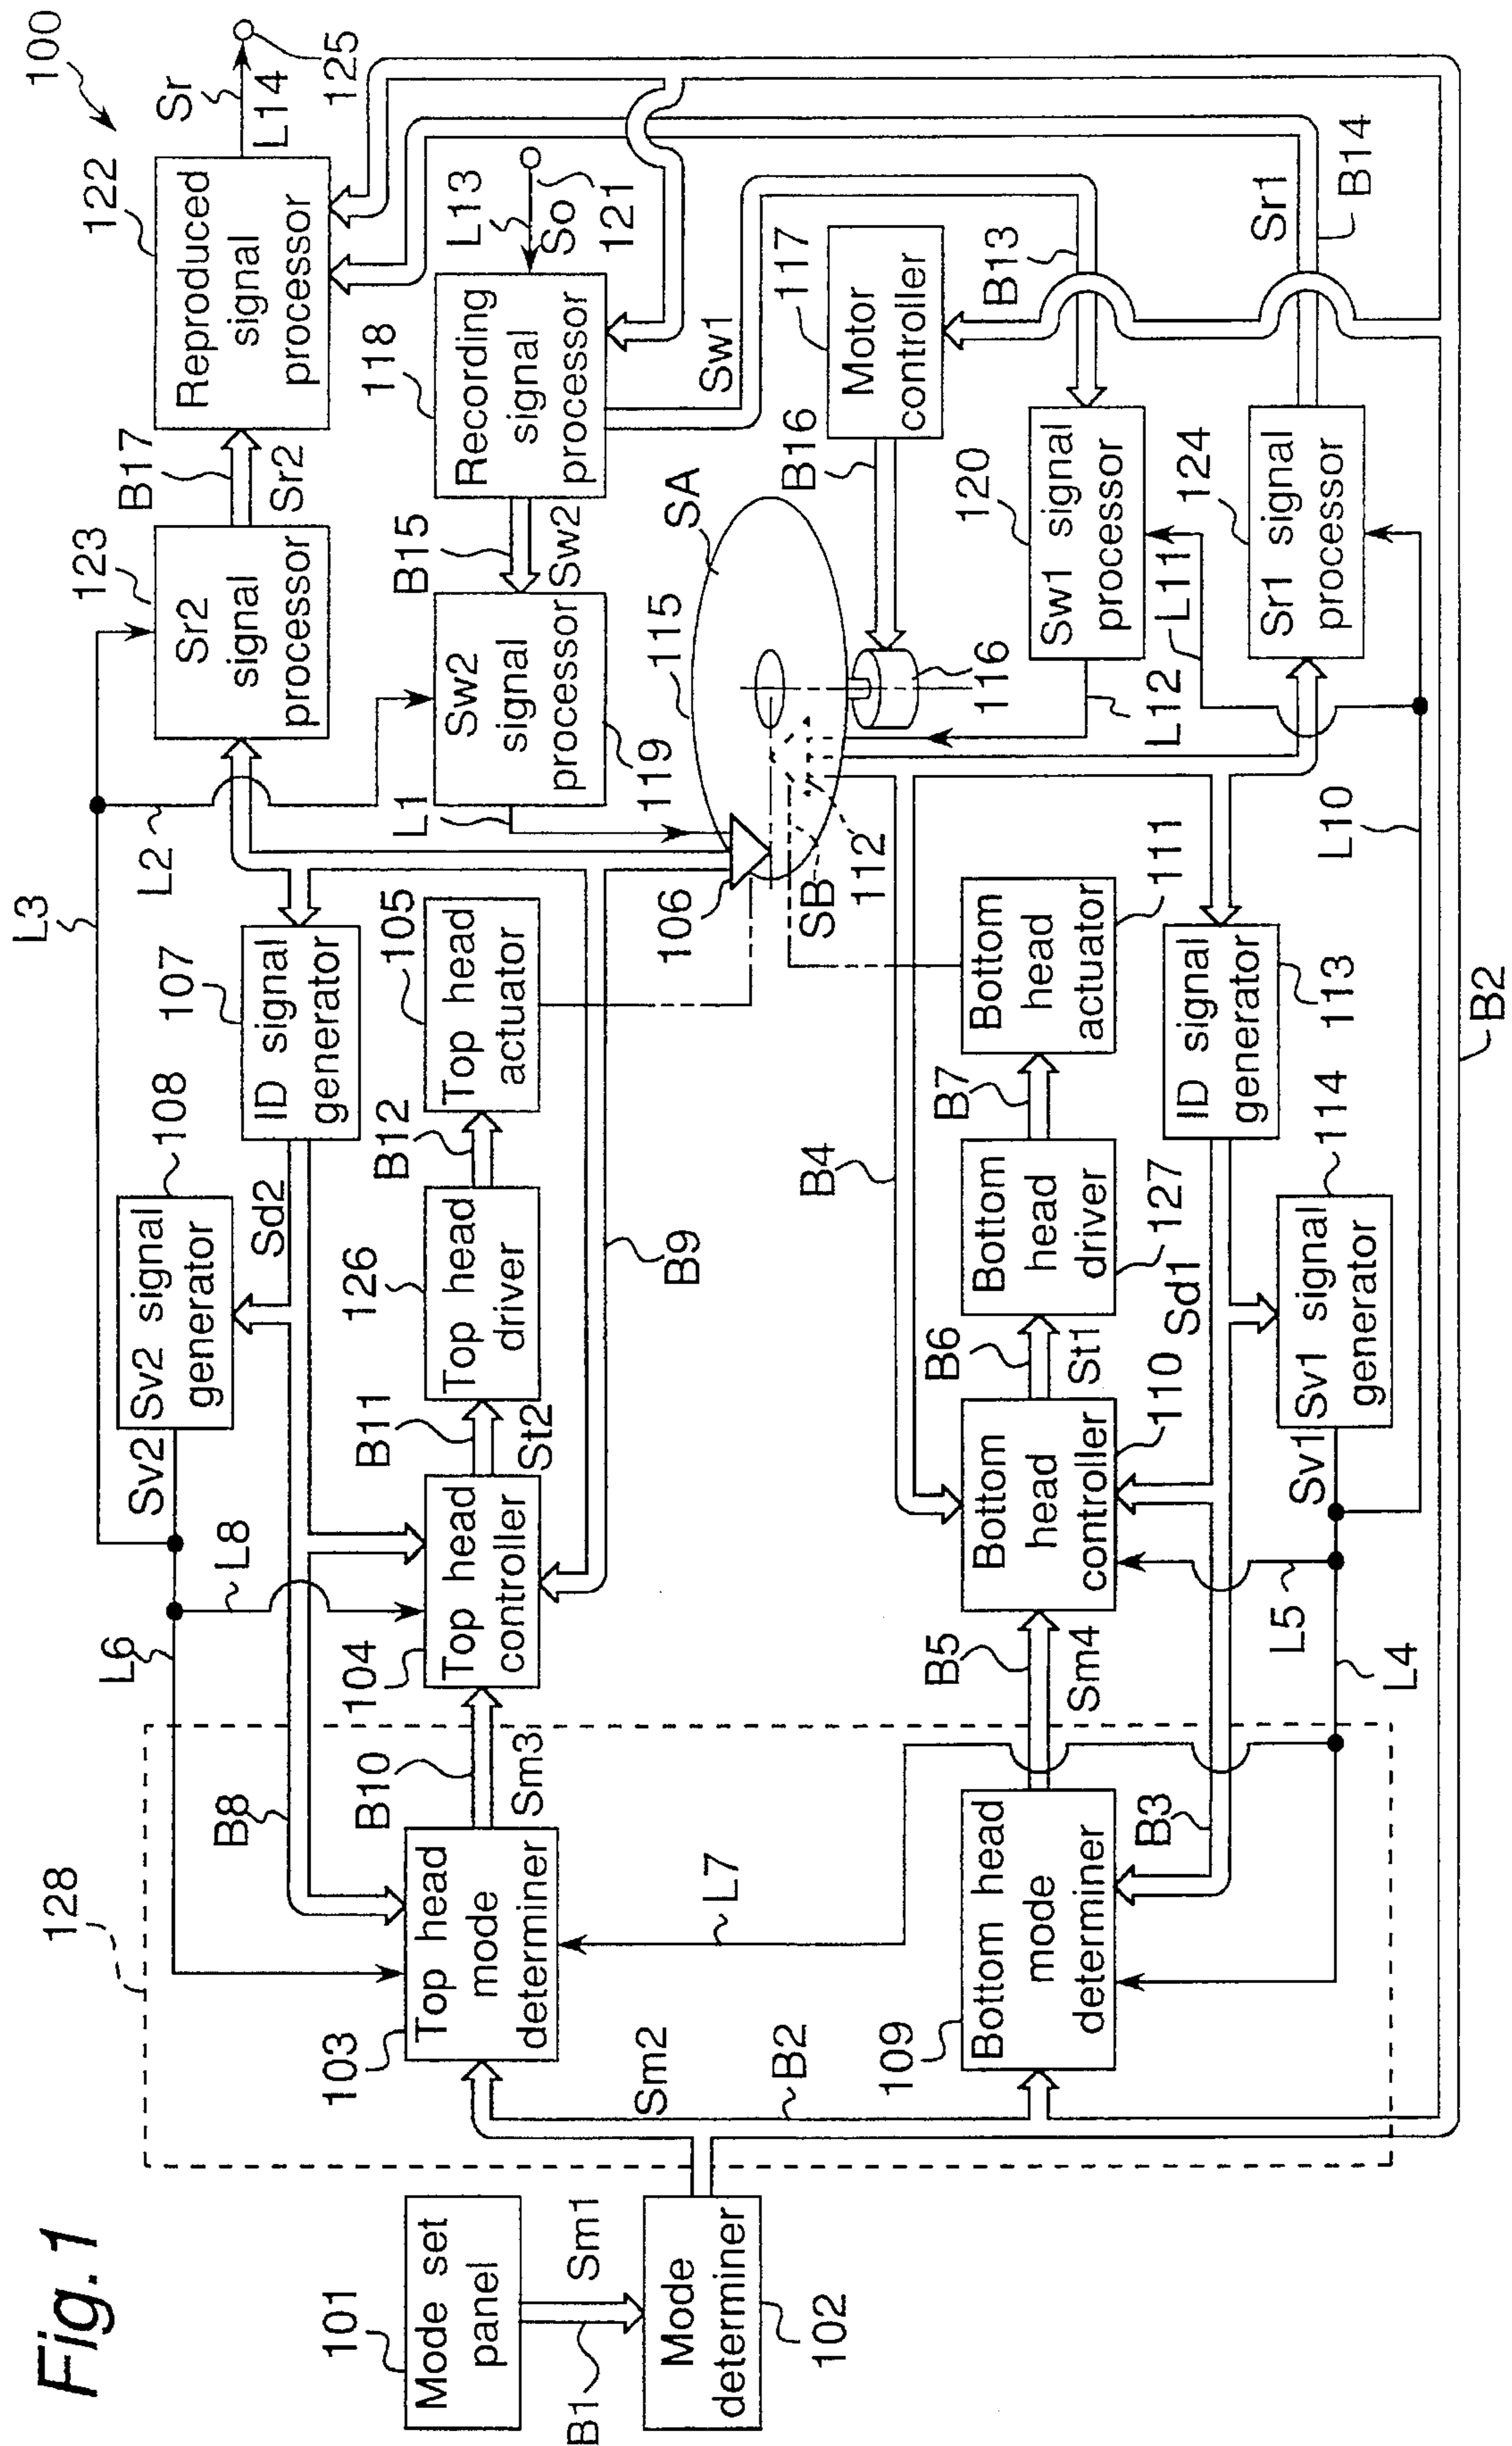 Fig. 1
100
Mode set
panel
101
B1
Sm1
Mode
determiner
102
128
Sm2
B2
Top head
mode
determiner
103
Bottom head
mode
determiner
109
L7
B8
B10
Sm3
B3
B5
Sm4
L4
L5
L6
L8
Top head
controller
104
Bottom
head
controller
110
Sv2
Sv2 signal
generator
108
Sd2
B11
St2
Top head
driver
126
B12
Top head
actuator
105
B9
B4
B6
St1
Bottom
head
driver
127
B7
Bottom
head
actuator
111
Sd1
Sv1
Sv1 signal
generator
114
ID signal
generator
107
ID signal
generator
113
B2
L3
L2
L1
L10
106
SB
112
115
SA
116
Sr2
signal
processor
123
Sw2
signal
processor
119
B17
Sr2
B15
Sw2
L12
L11
Sw1 signal
processor
120
Sr1 signal
processor
124
B16
Motor
controller
117
B13
Sw1
Recording
signal
processor
118
L13
So
121
Reproduced
signal
processor
122
Sr
L14
125
Sr1
B14